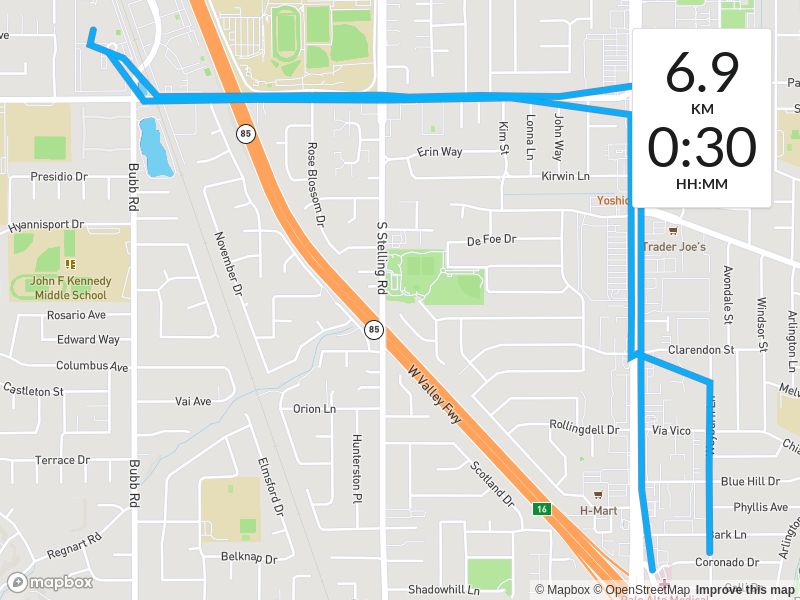 6.9
KM
0:30
HH:MM
85
Erin Way
Kim St
Lonna Ln
John Way
Kirwin Ln
Presidio Dr
Bubb Rd
Rose Blossom Dr
Hyannisport Dr
November Dr
S Stelling Rd
De Foe Dr
Trader Joe's
John F Kennedy
Middle School
Avondale St
Windsor St
Arlington Ln
Rosario Ave
Edward Way
85
Clarendon St
Columbus Ave
Castleton St
Vai Ave
Orion Ln
W Valley Fwy
Rollingdell Dr
Via Vico
Hunterston Pl
Terrace Dr
Bubb Rd
Elmsford Dr
Scotland Dr
Blue Hill Dr
H-Mart
Phyllis Ave
16
Regnart Rd
Belknap Dr
Coronado Dr
Shadowhill Ln
mapbox
© Mapbox © OpenStreetMap Improve this map